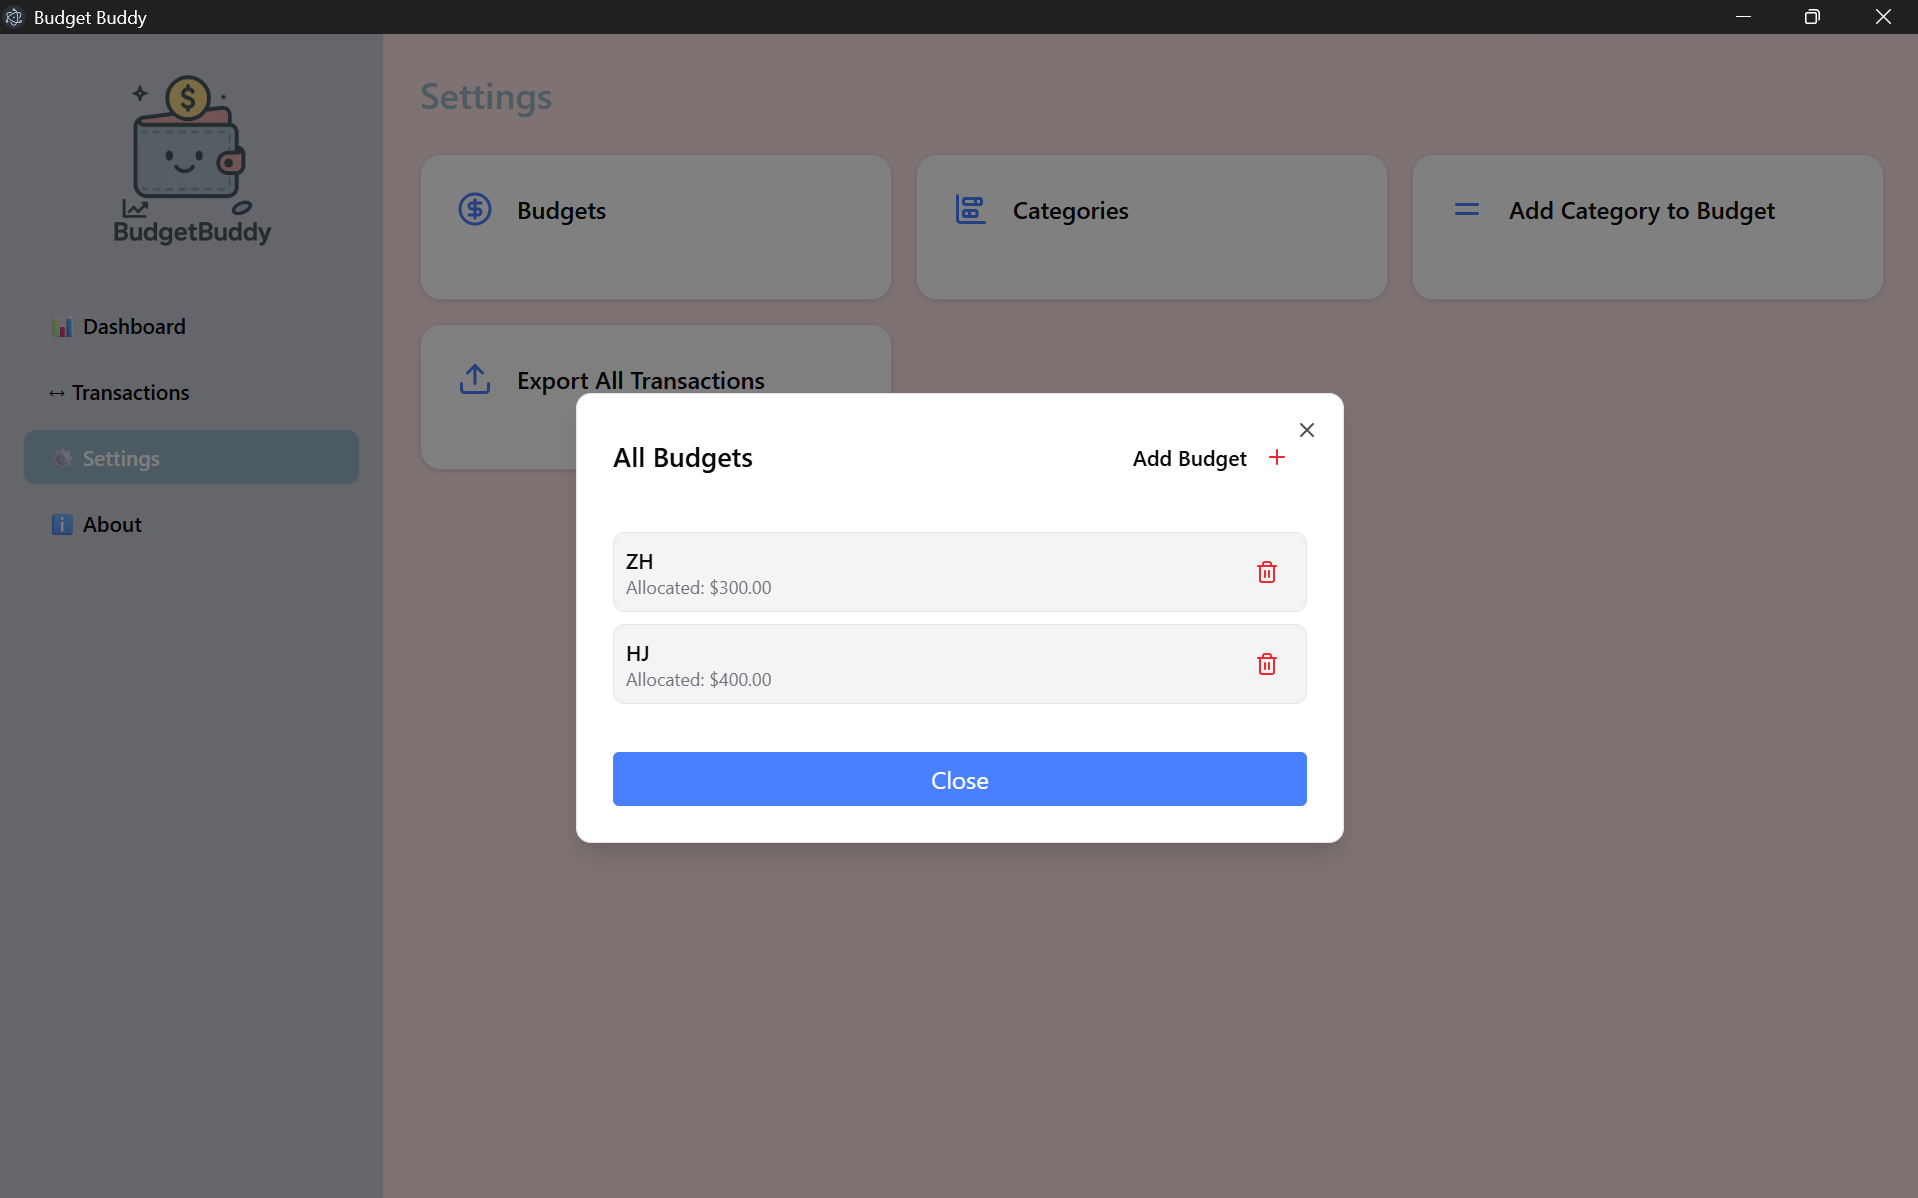 Budget Buddy
BudgetBuddy
Dashboard
↔ Transactions
Settings
About
Settings
Budgets
Categories
Add Category to Budget
Export All Transactions
All Budgets
Add Budget +
ZH
Allocated: $300.00
HJ
Allocated: $400.00
Close